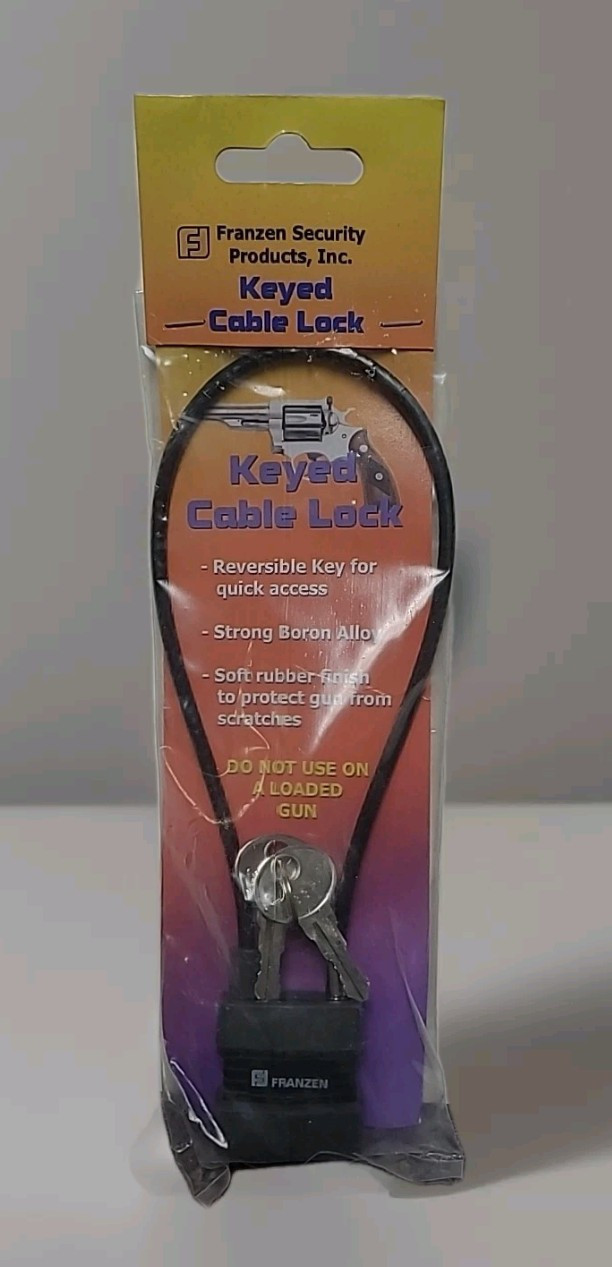 Franzen Security
Products, Inc.
Keyed
Cable Lock
Keyed
Cable Lock
- Reversible Key for
quick access
- Strong Boron Alloy
- Soft rubber finish
to protect gun from
scratches
DO NOT USE ON
A LOADED
GUN
FRANZEN